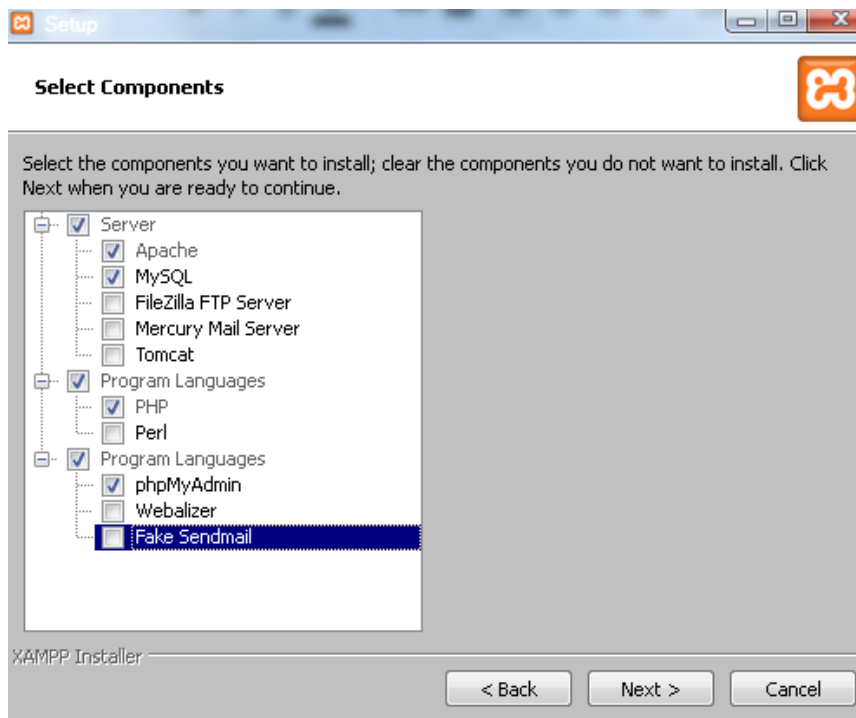 Setup
Select Components
Select the components you want to install; clear the components you do not want to install. Click
Next when you are ready to continue.
Server
Apache
MySQL
FileZilla FTP Server
Mercury Mail Server
Tomcat
Program Languages
PHP
Perl
Program Languages
phpMyAdmin
Webalizer
Fake Sendmail
XAMPP Installer
< Back Next > Cancel